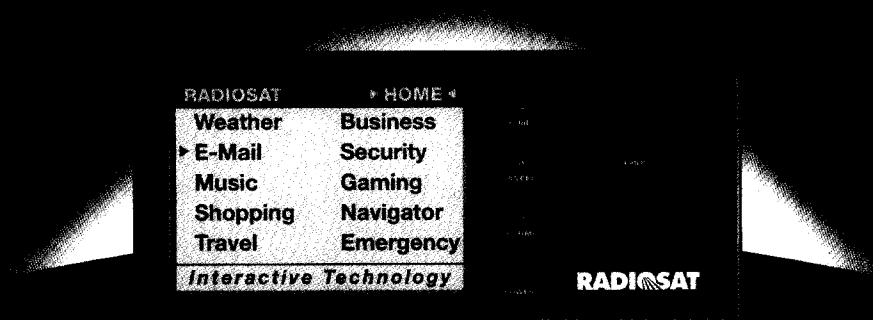 RADIOSAT ▸ HOME ◂
Weather Business
▸ E-Mail Security
Music Gaming
Shopping Navigator
Travel Emergency
Interactive Technology
RADIOSAT